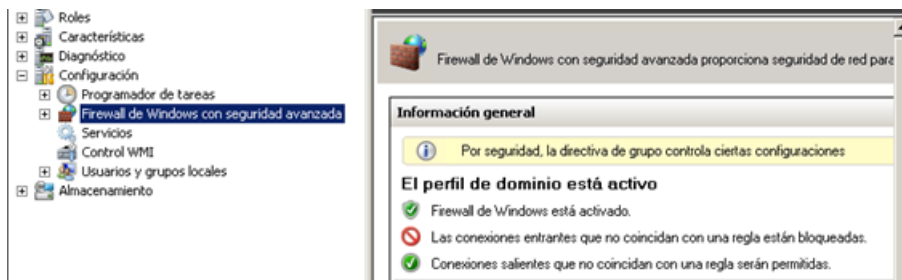 Roles
Características
Diagnóstico
Configuración
Programador de tareas
Firewall de Windows con seguridad avanzada
Servicios
Control WMI
Usuarios y grupos locales
Almacenamiento
Firewall de Windows con seguridad avanzada proporciona seguridad de red para
Información general
Por seguridad, la directiva de grupo controla ciertas configuraciones
El perfil de dominio está activo
Firewall de Windows está activado.
Las conexiones entrantes que no coincidan con una regla están bloqueadas.
Conexiones salientes que no coincidan con una regla serán permitidas.